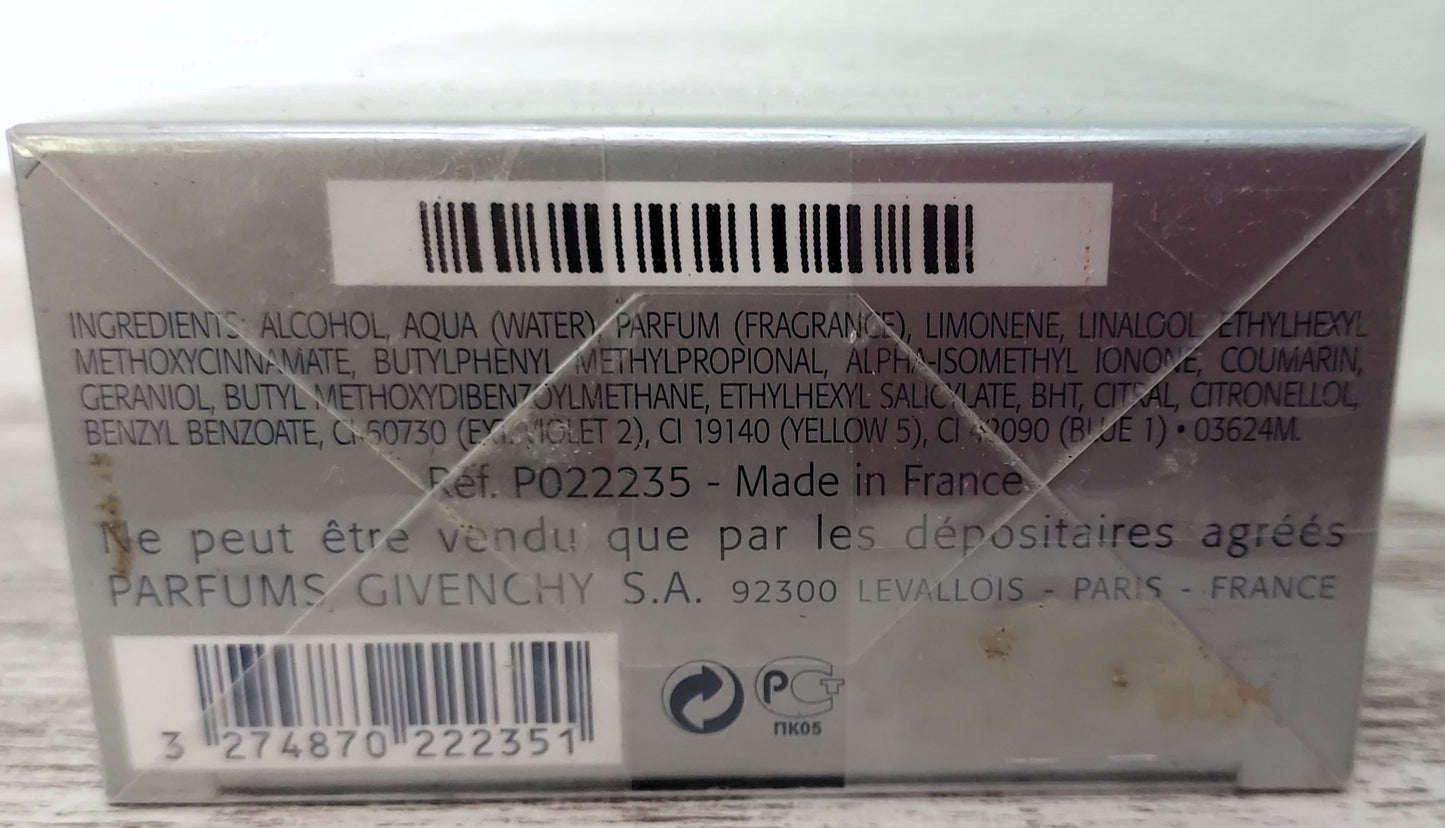 INGREDIENTS: ALCOHOL, AQUA (WATER), PARFUM (FRAGRANCE), LIMONENE, LINALOOL, ETHYLHEXYL
METHOXYCINNAMATE, BUTYLPHENYL METHYLPROPIONAL, ALPHA-ISOMETHYL IONONE, COUMARIN,
GERANIOL, BUTYL METHOXYDIBENZOYLMETHANE, ETHYLHEXYL SALICYLATE, BHT, CITRAL, CITRONELLOL,
BENZYL BENZOATE, CI 60730 (EXT. VIOLET 2), CI 19140 (YELLOW 5), CI 42090 (BLUE 1) • 03624M.
Réf. P022235 - Made in France
Ne peut être vendu que par les dépositaires agréés
PARFUMS GIVENCHY S.A. 92300 LEVALLOIS - PARIS - FRANCE
3 274870 222351
РСТ
ПК05